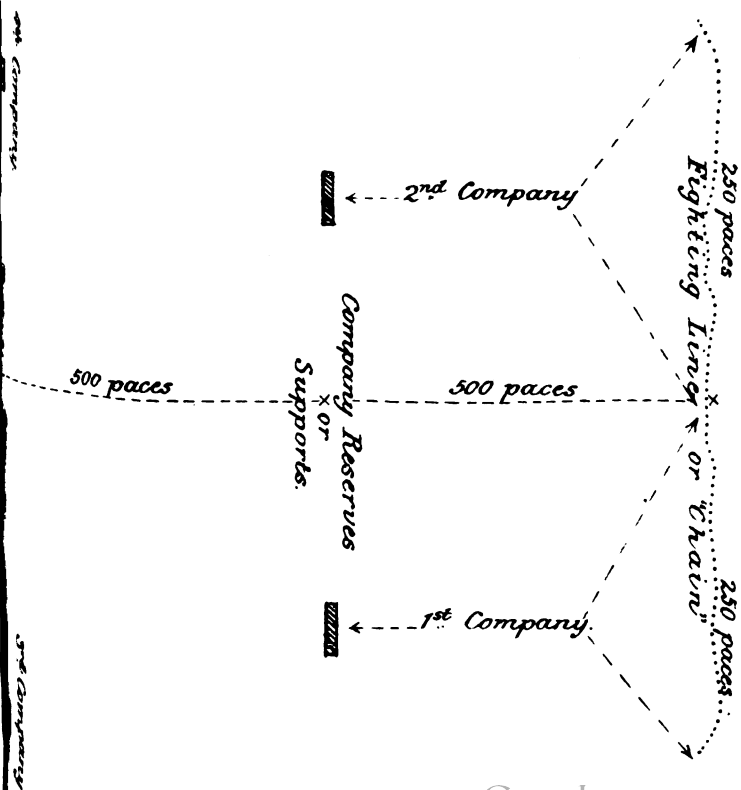 250 paces
Fighting Line or "Chain"
250 paces
2nd Company
Company Reserves
or
Supports.
500 paces
500 paces
1st Company.
Company
3rd Company